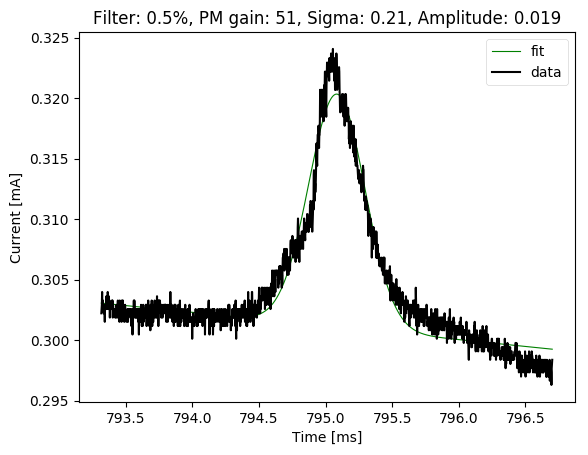 Filter: 0.5%, PM gain: 51, Sigma: 0.21, Amplitude: 0.019
0.325
0.320
0.315
0.310
0.305
0.300
0.295
Current [mA]
fit
data
793.5 794.0 794.5 795.0 795.5 796.0 796.5
Time [ms]